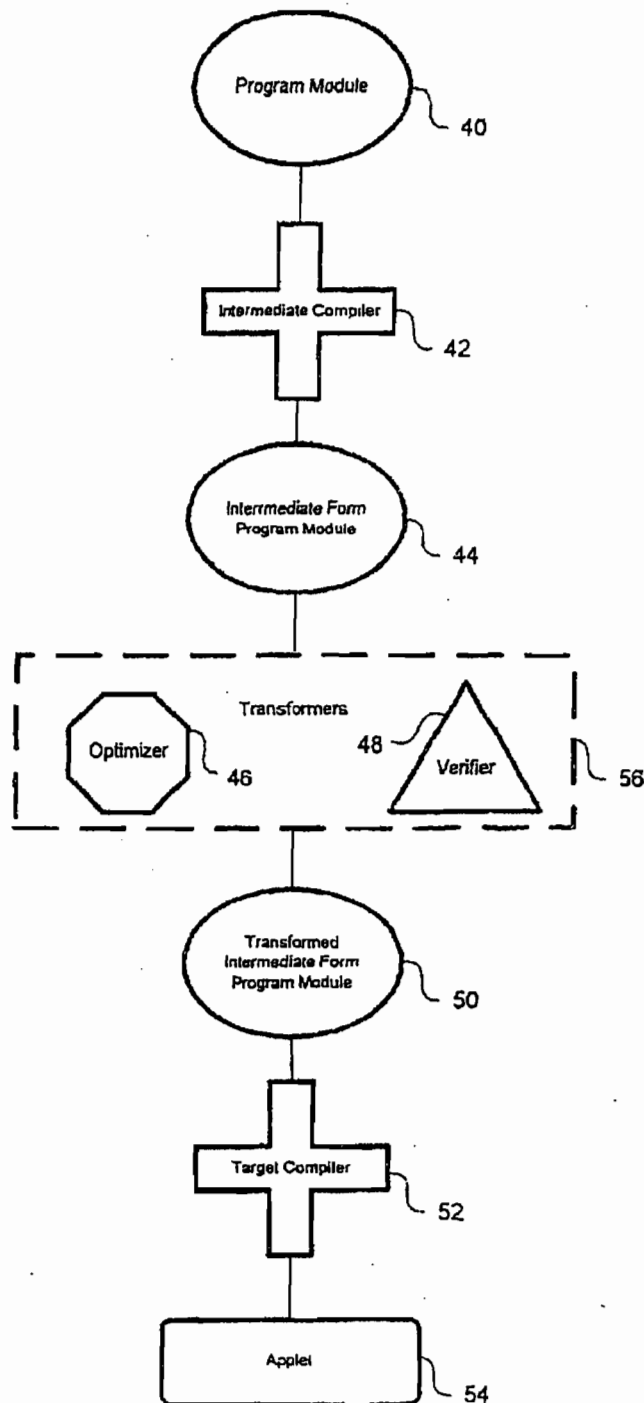 Program Module
40
Intermediate Compiler
42
Intermediate Form
Program Module
44
Transformers
Optimizer
46
48
Verifier
56
Transformed
Intermediate Form
Program Module
50
Target Compiler
52
Applet
54